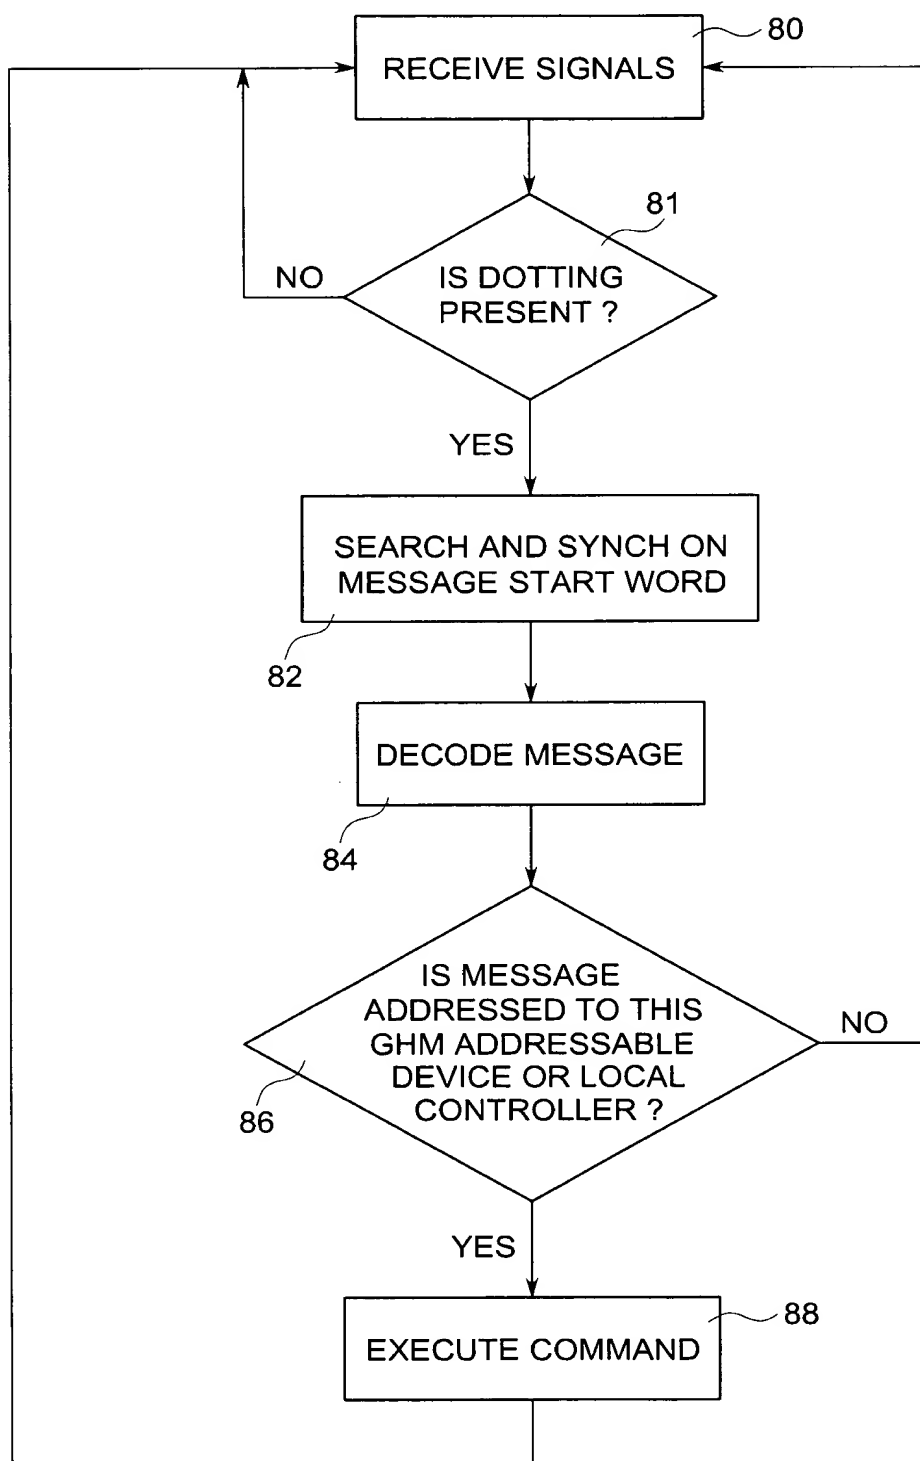 80
RECEIVE SIGNALS
81
NO
IS DOTTING
PRESENT ?
YES
SEARCH AND SYNCH ON
MESSAGE START WORD
82
DECODE MESSAGE
84
IS MESSAGE
ADDRESSED TO THIS
GHM ADDRESSABLE
DEVICE OR LOCAL
CONTROLLER ?
NO
86
YES
88
EXECUTE COMMAND